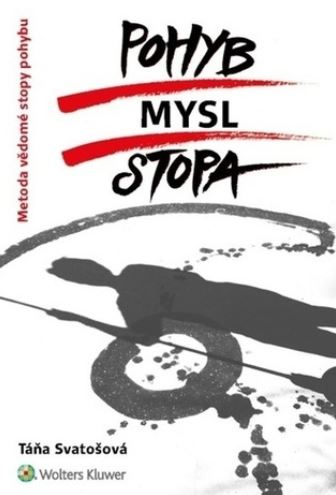 POHYB
MYSL
STOPA
Metoda vědomé stopy pohybu
Táňa Svatošová
Wolters Kluwer